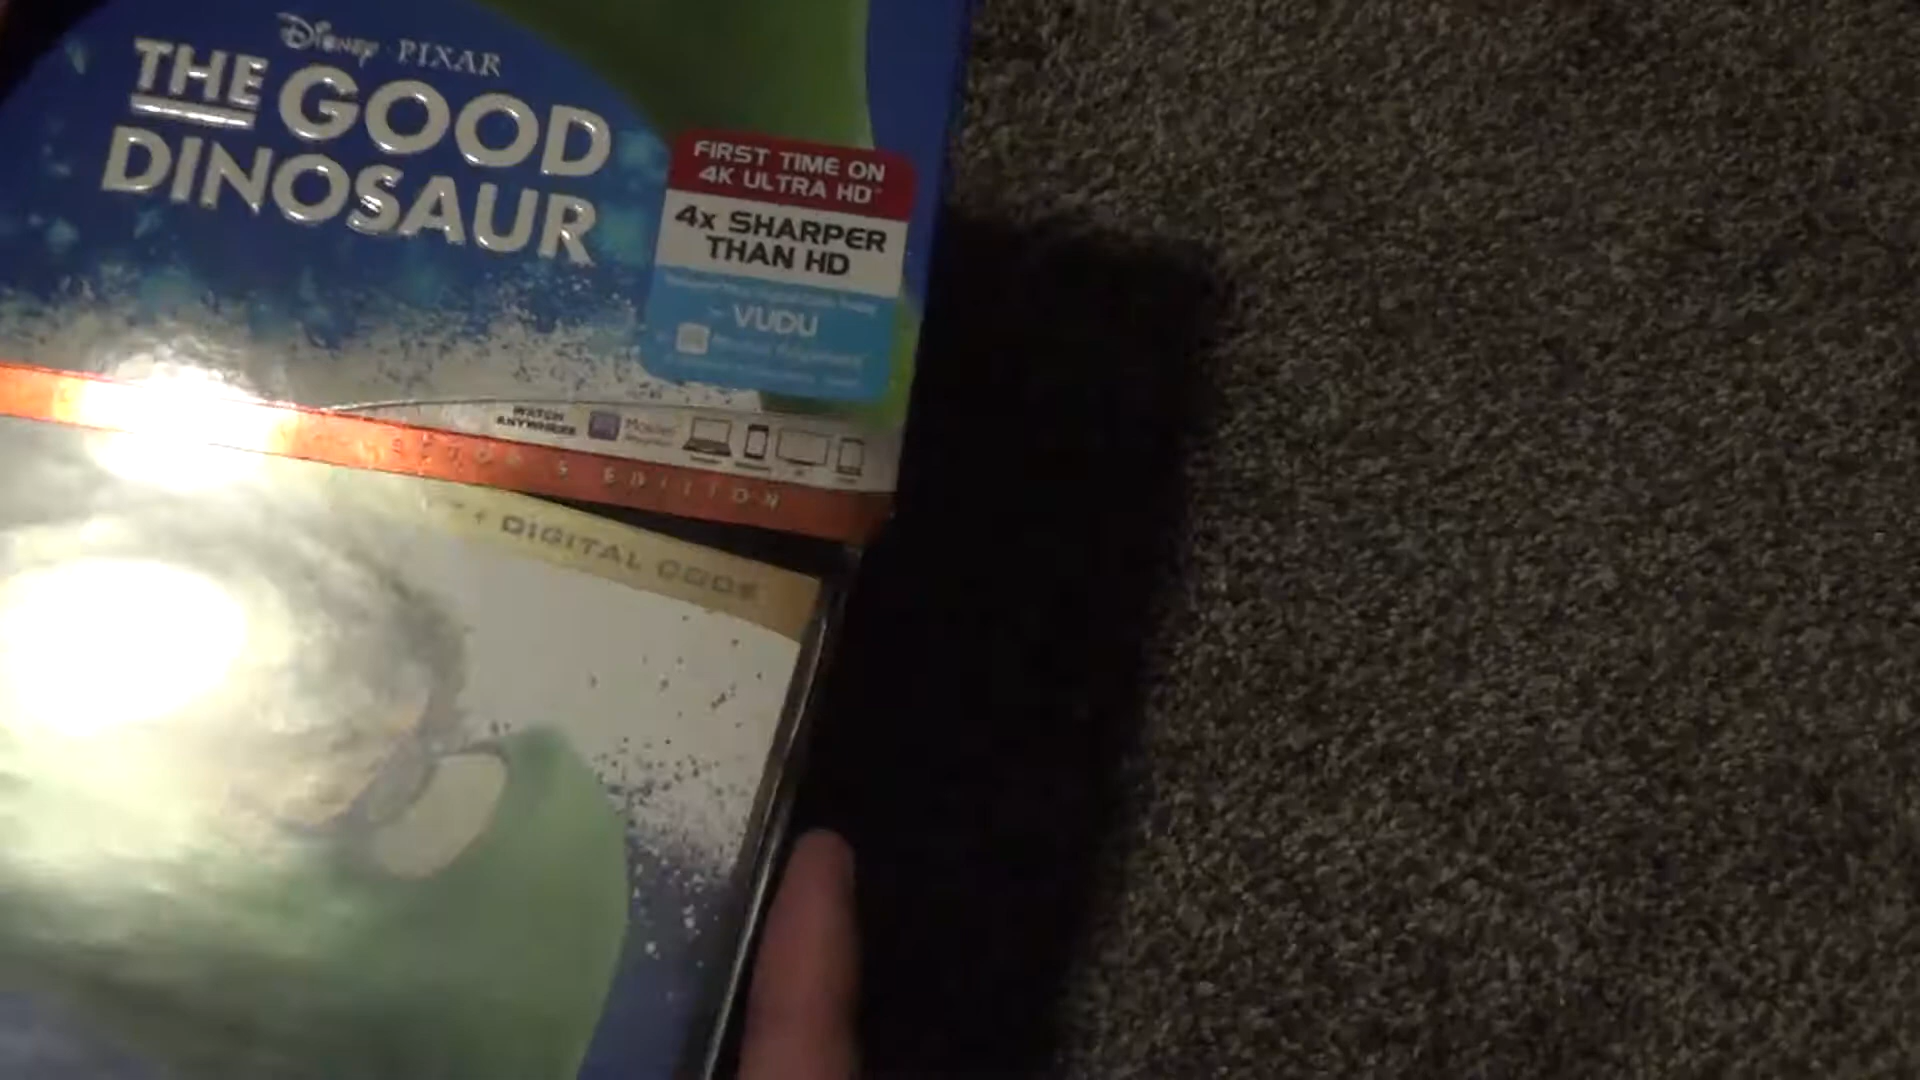 Disney · PIXAR
THE GOOD
DINOSAUR
FIRST TIME ON
4K ULTRA HD
4x SHARPER
THAN HD
VUDU
WATCH
ANYWHERE
Movies
EDITION
+ DIGITAL CODE